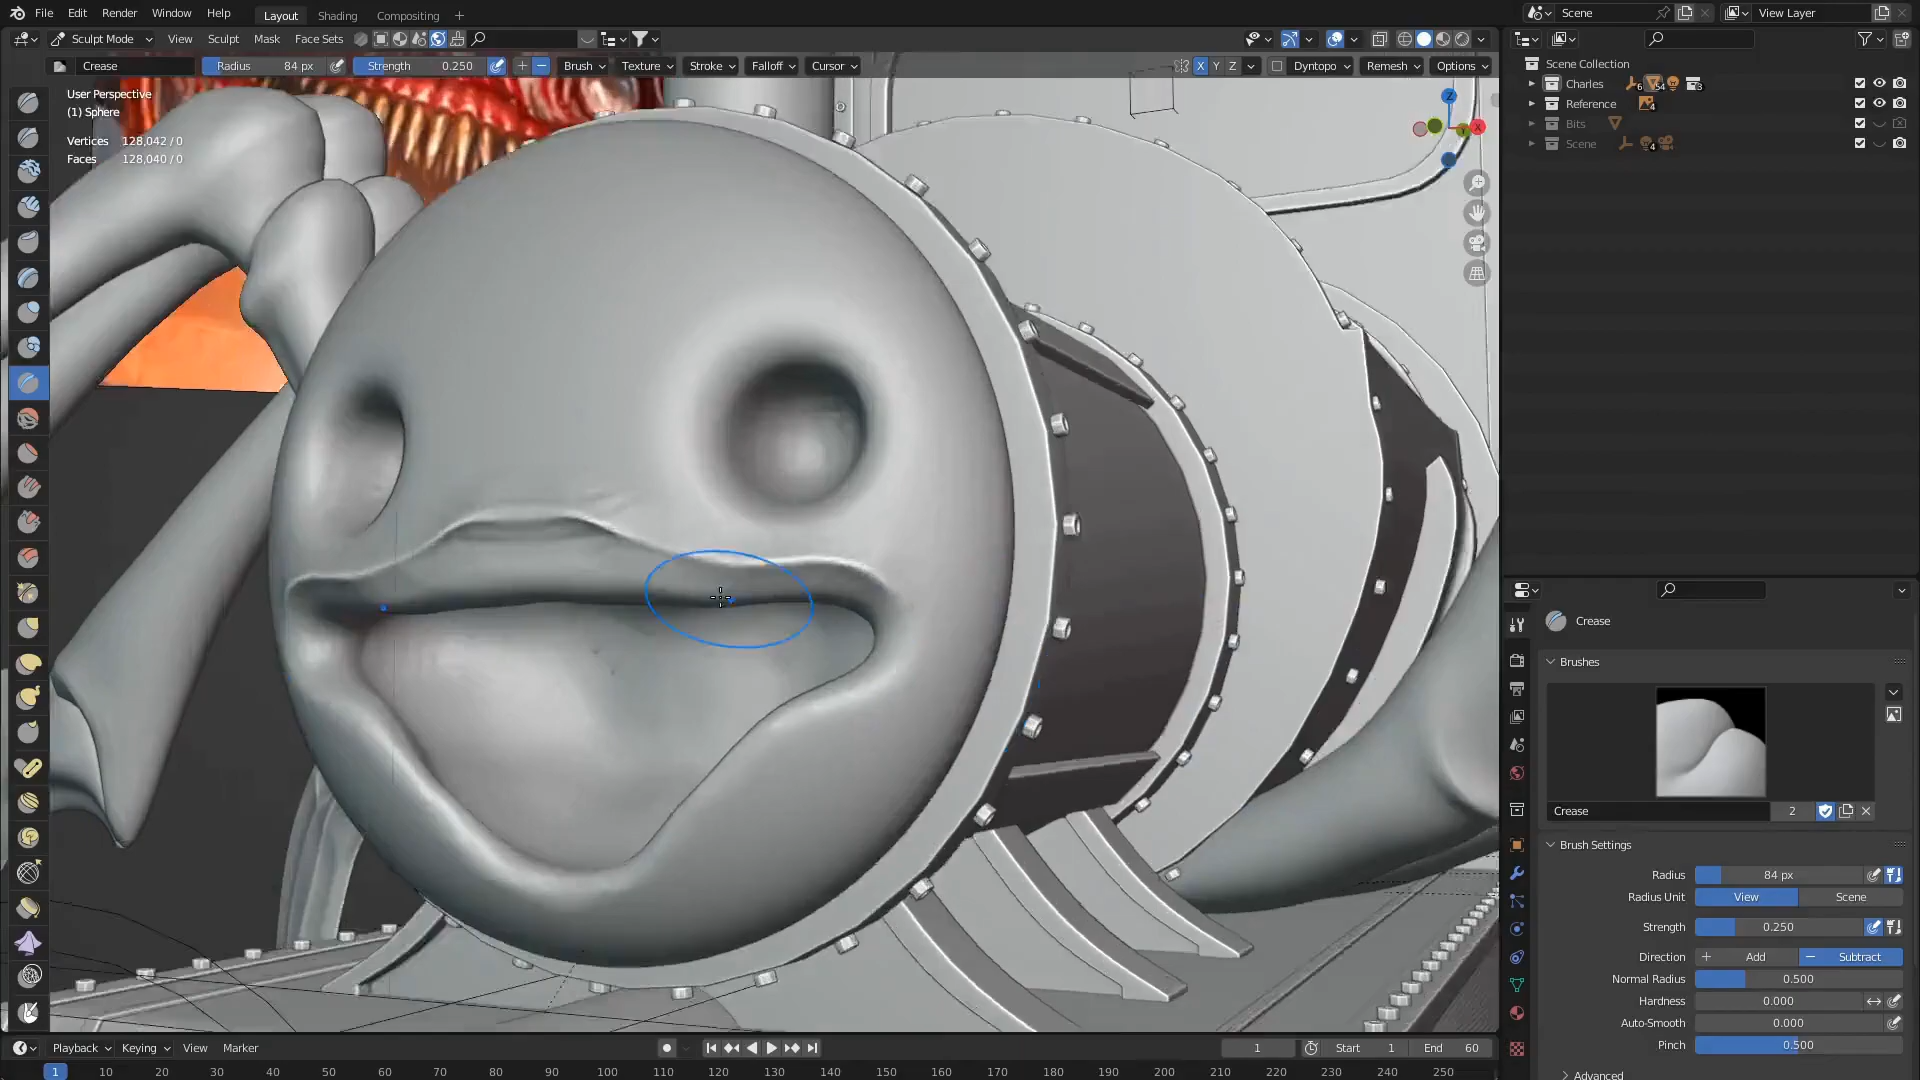 File Edit Render Window Help Layout Shading Compositing + Scene View Layer
Sculpt Mode View Sculpt Mask Face Sets
Crease Radius 84 px Strength 0.250 + − Brush Texture Stroke Falloff Cursor X Y Z Dyntopo Remesh Options
User Perspective
(1) Sphere
Vertices 128,042 / 0
Faces 128,040 / 0
Z
X
Y
Scene Collection
Charles 6 54 3
Reference 4
Bits
Scene 4
Crease
Brushes
Crease 2
Brush Settings
Radius 84 px
Radius Unit View Scene
Strength 0.250
Direction + Add − Subtract
Normal Radius 0.500
Hardness 0.000
Auto-Smooth 0.000
Pinch 0.500
Advanced
Playback Keying View Marker 1 Start 1 End 60
1 10 20 30 40 50 60 70 80 90 100 110 120 130 140 150 160 170 180 190 200 210 220 230 240 250